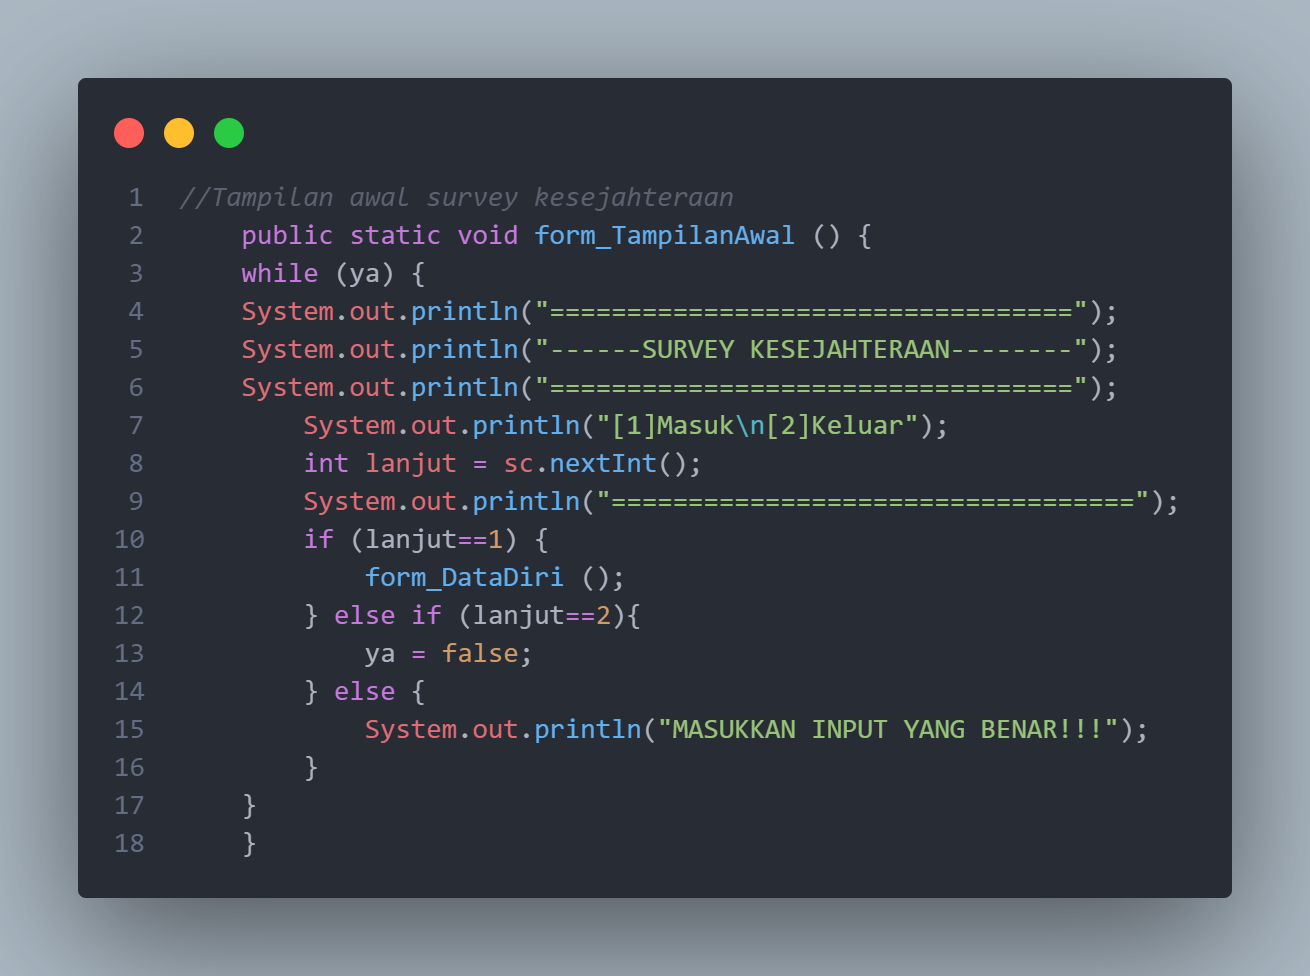 1 //Tampilan awal survey kesejahteraan
2     public static void form_TampilanAwal () {
3     while (ya) {
4     System.out.println("==================================");
5     System.out.println("------SURVEY KESEJAHTERAAN--------");
6     System.out.println("==================================");
7         System.out.println("[1]Masuk\n[2]Keluar");
8         int lanjut = sc.nextInt();
9         System.out.println("==================================");
10         if (lanjut==1) {
11             form_DataDiri ();
12         } else if (lanjut==2){
13             ya = false;
14         } else {
15             System.out.println("MASUKKAN INPUT YANG BENAR!!!");
16         }
17     }
18     }